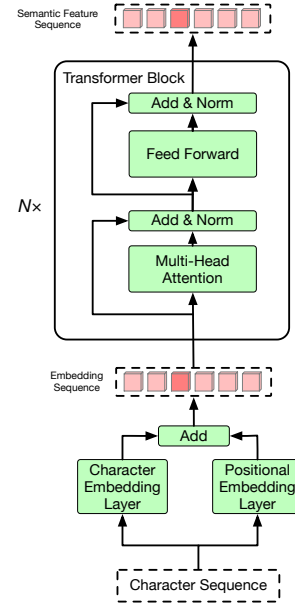 Semantic Feature
Sequence
Transformer Block
Add & Norm
Feed Forward
N×
Add & Norm
Multi-Head
Attention
Embedding
Sequence
Add
Character
Embedding
Layer
Positional
Embedding
Layer
Character Sequence